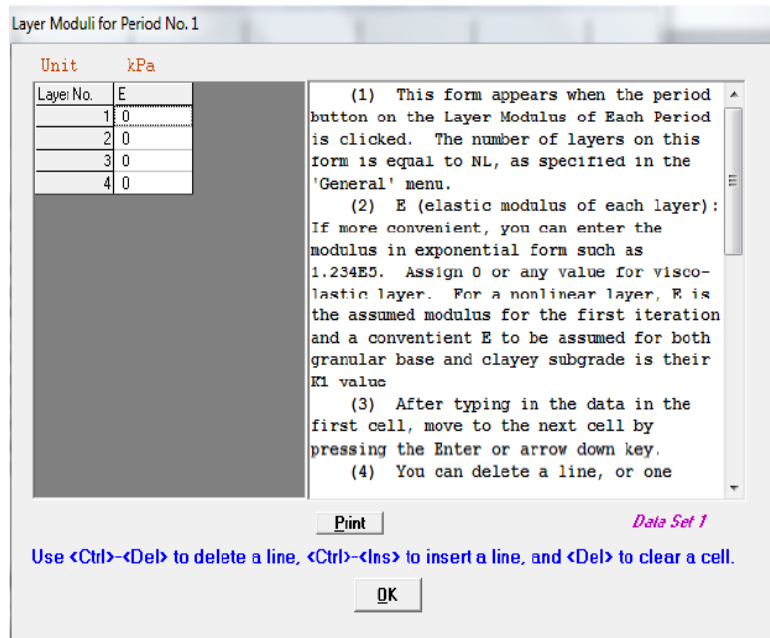 Layer Moduli for Period No. 1
Unit kPa
Layer No. E
1 0
2 0
3 0
4 0
(1) This form appears when the period
button on the Layer Modulus of Each Period
is clicked. The number of layers on this
form is equal to NL, as specified in the
'General' menu.
(2) E (elastic modulus of each layer):
If more convenient, you can enter the
modulus in exponential form such as
1.234E5. Assign 0 or any value for visco-
lastic layer. For a nonlinear layer, E is
the assumed modulus for the first iteration
and a conventient E to be assumed for both
granular base and clayey subgrade is their
K1 value
(3) After typing in the data in the
first cell, move to the next cell by
pressing the Enter or arrow down key.
(4) You can delete a line, or one
Print
Data Set 1
Use <Ctrl>-<Del> to delete a line, <Ctrl>-<Ins> to insert a line, and <Del> to clear a cell.
OK